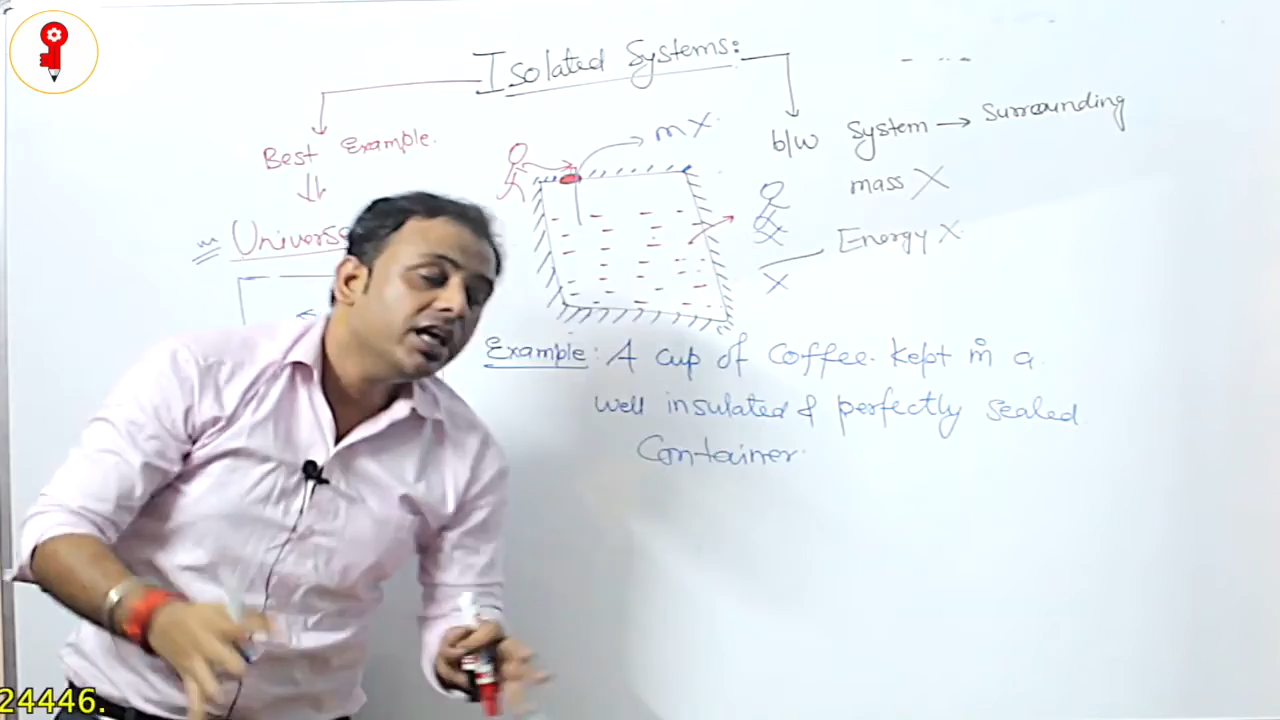 Isolated Systems:
Best Example.
Universe
m X
b/w System → Surrounding
mass X
Energy X
X
Example: A cup of coffee. kept in a
well insulated & perfectly sealed
Container.
24446.